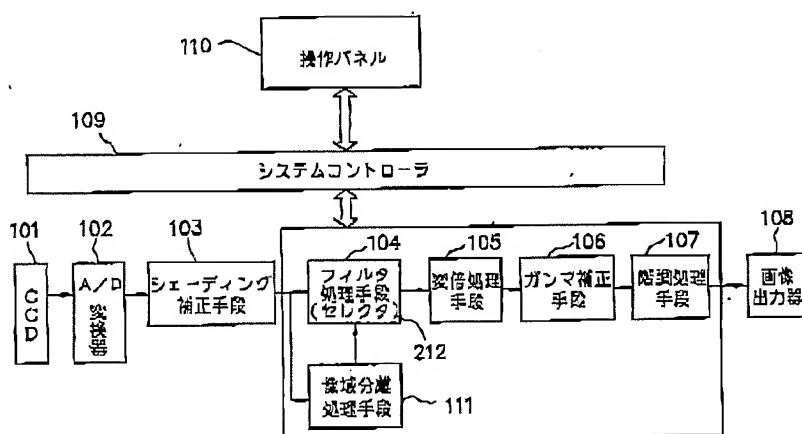 110
操作パネル
109
システムコントローラ
101
102
103
104
105
106
107
108
CCD
A/D
変換器
シェーディング
補正手段
フィルタ
処理手段
(セレクタ)
変倍処理
手段
ガンマ補正
手段
階調処理
手段
画像
出力器
212
像域分離
処理手段
111